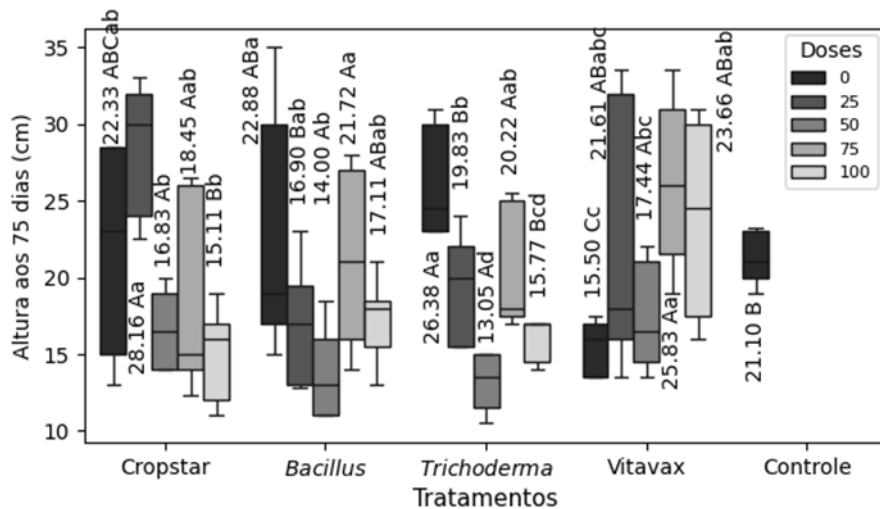 Altura aos 75 dias (cm)
35
30
25
20
15
10
22.33 ABCab
28.16 Aa
16.83 Ab
18.45 Aab
15.11 Bb
22.88 ABa
16.90 Bab
14.00 Ab
21.72 Aa
17.11 ABab
26.38 Aa
19.83 Bb
13.05 Ad
20.22 Aab
15.77 Bcd
15.50 Cc
21.61 ABabc
17.44 Abc
25.83 Aa
23.66 ABab
21.10 B
Doses
0
25
50
75
100
Cropstar
Bacillus
Trichoderma
Vitavax
Controle
Tratamentos